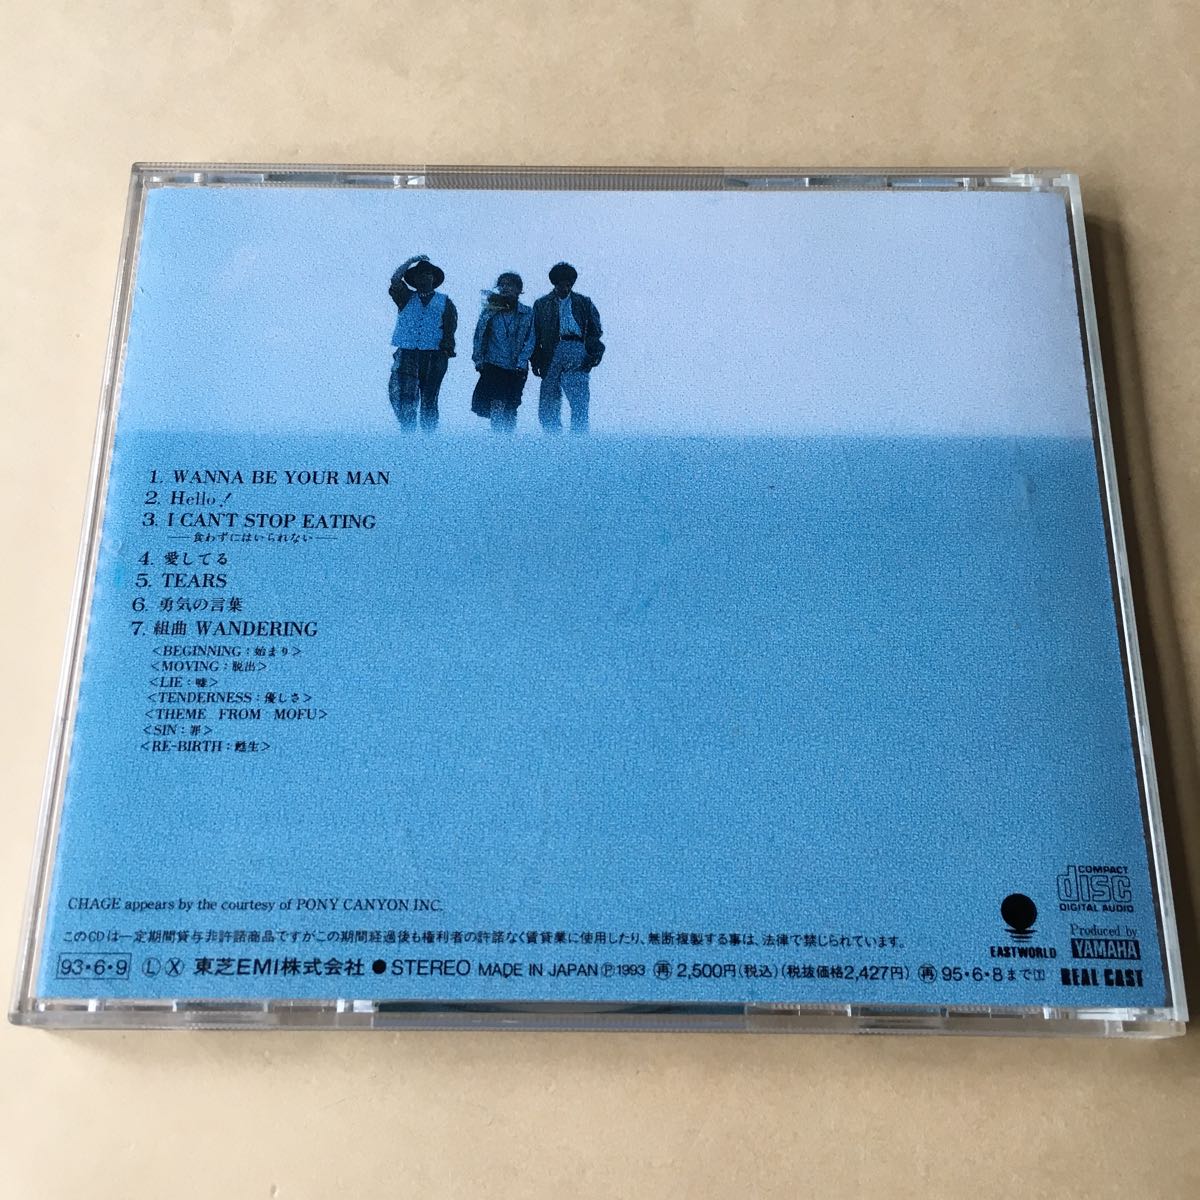 1. WANNA BE YOUR MAN
2. Hello!
3. I CAN'T STOP EATING
——食わずにはいられない——
4. 愛してる
5. TEARS
6. 勇気の言葉
7. 組曲 WANDERING
<BEGINNING:始まり>
<MOVING:脱出>
<LIE:嘘>
<TENDERNESS:優しさ>
<THEME FROM MOFU>
<SIN:罪>
<RE-BIRTH:甦生>
CHAGE appears by the courtesy of PONY CANYON INC.
このCDは一定期間貸与非許諾商品ですがこの期間経過後も権利者の許諾なく賃貸業に使用したり、無断複製する事は、法律で禁じられています。
93・6・9 Ⓛ Ⓧ 東芝EMI株式会社 ● STEREO MADE IN JAPAN Ⓟ1993 ㊢ 2,500円(税込)(税抜価格2,427円) ㊢ 95・6・8まで
EASTWORLD
COMPACT
disc
DIGITAL AUDIO
Produced by
YAMAHA
REAL CAST